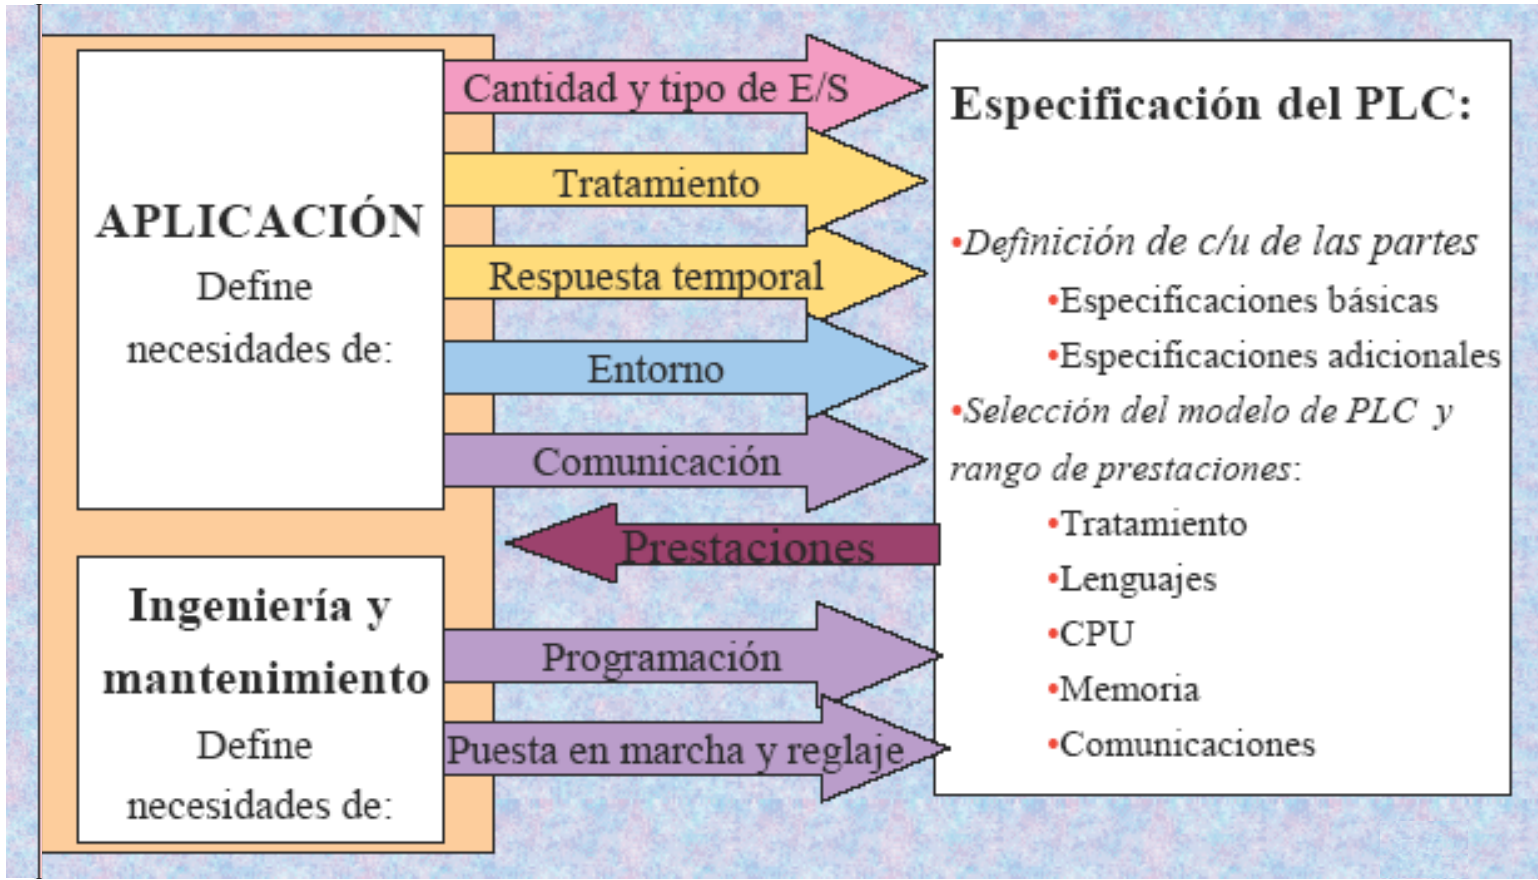 APLICACIÓN
Define
necesidades de:
Cantidad y tipo de E/S
Tratamiento
Respuesta temporal
Entorno
Comunicación
Prestaciones
Ingeniería y
mantenimiento
Define
necesidades de:
Programación
Puesta en marcha y reglaje
Especificación del PLC:
•Definición de c/u de las partes
•Especificaciones básicas
•Especificaciones adicionales
•Selección del modelo de PLC y
rango de prestaciones:
•Tratamiento
•Lenguajes
•CPU
•Memoria
•Comunicaciones